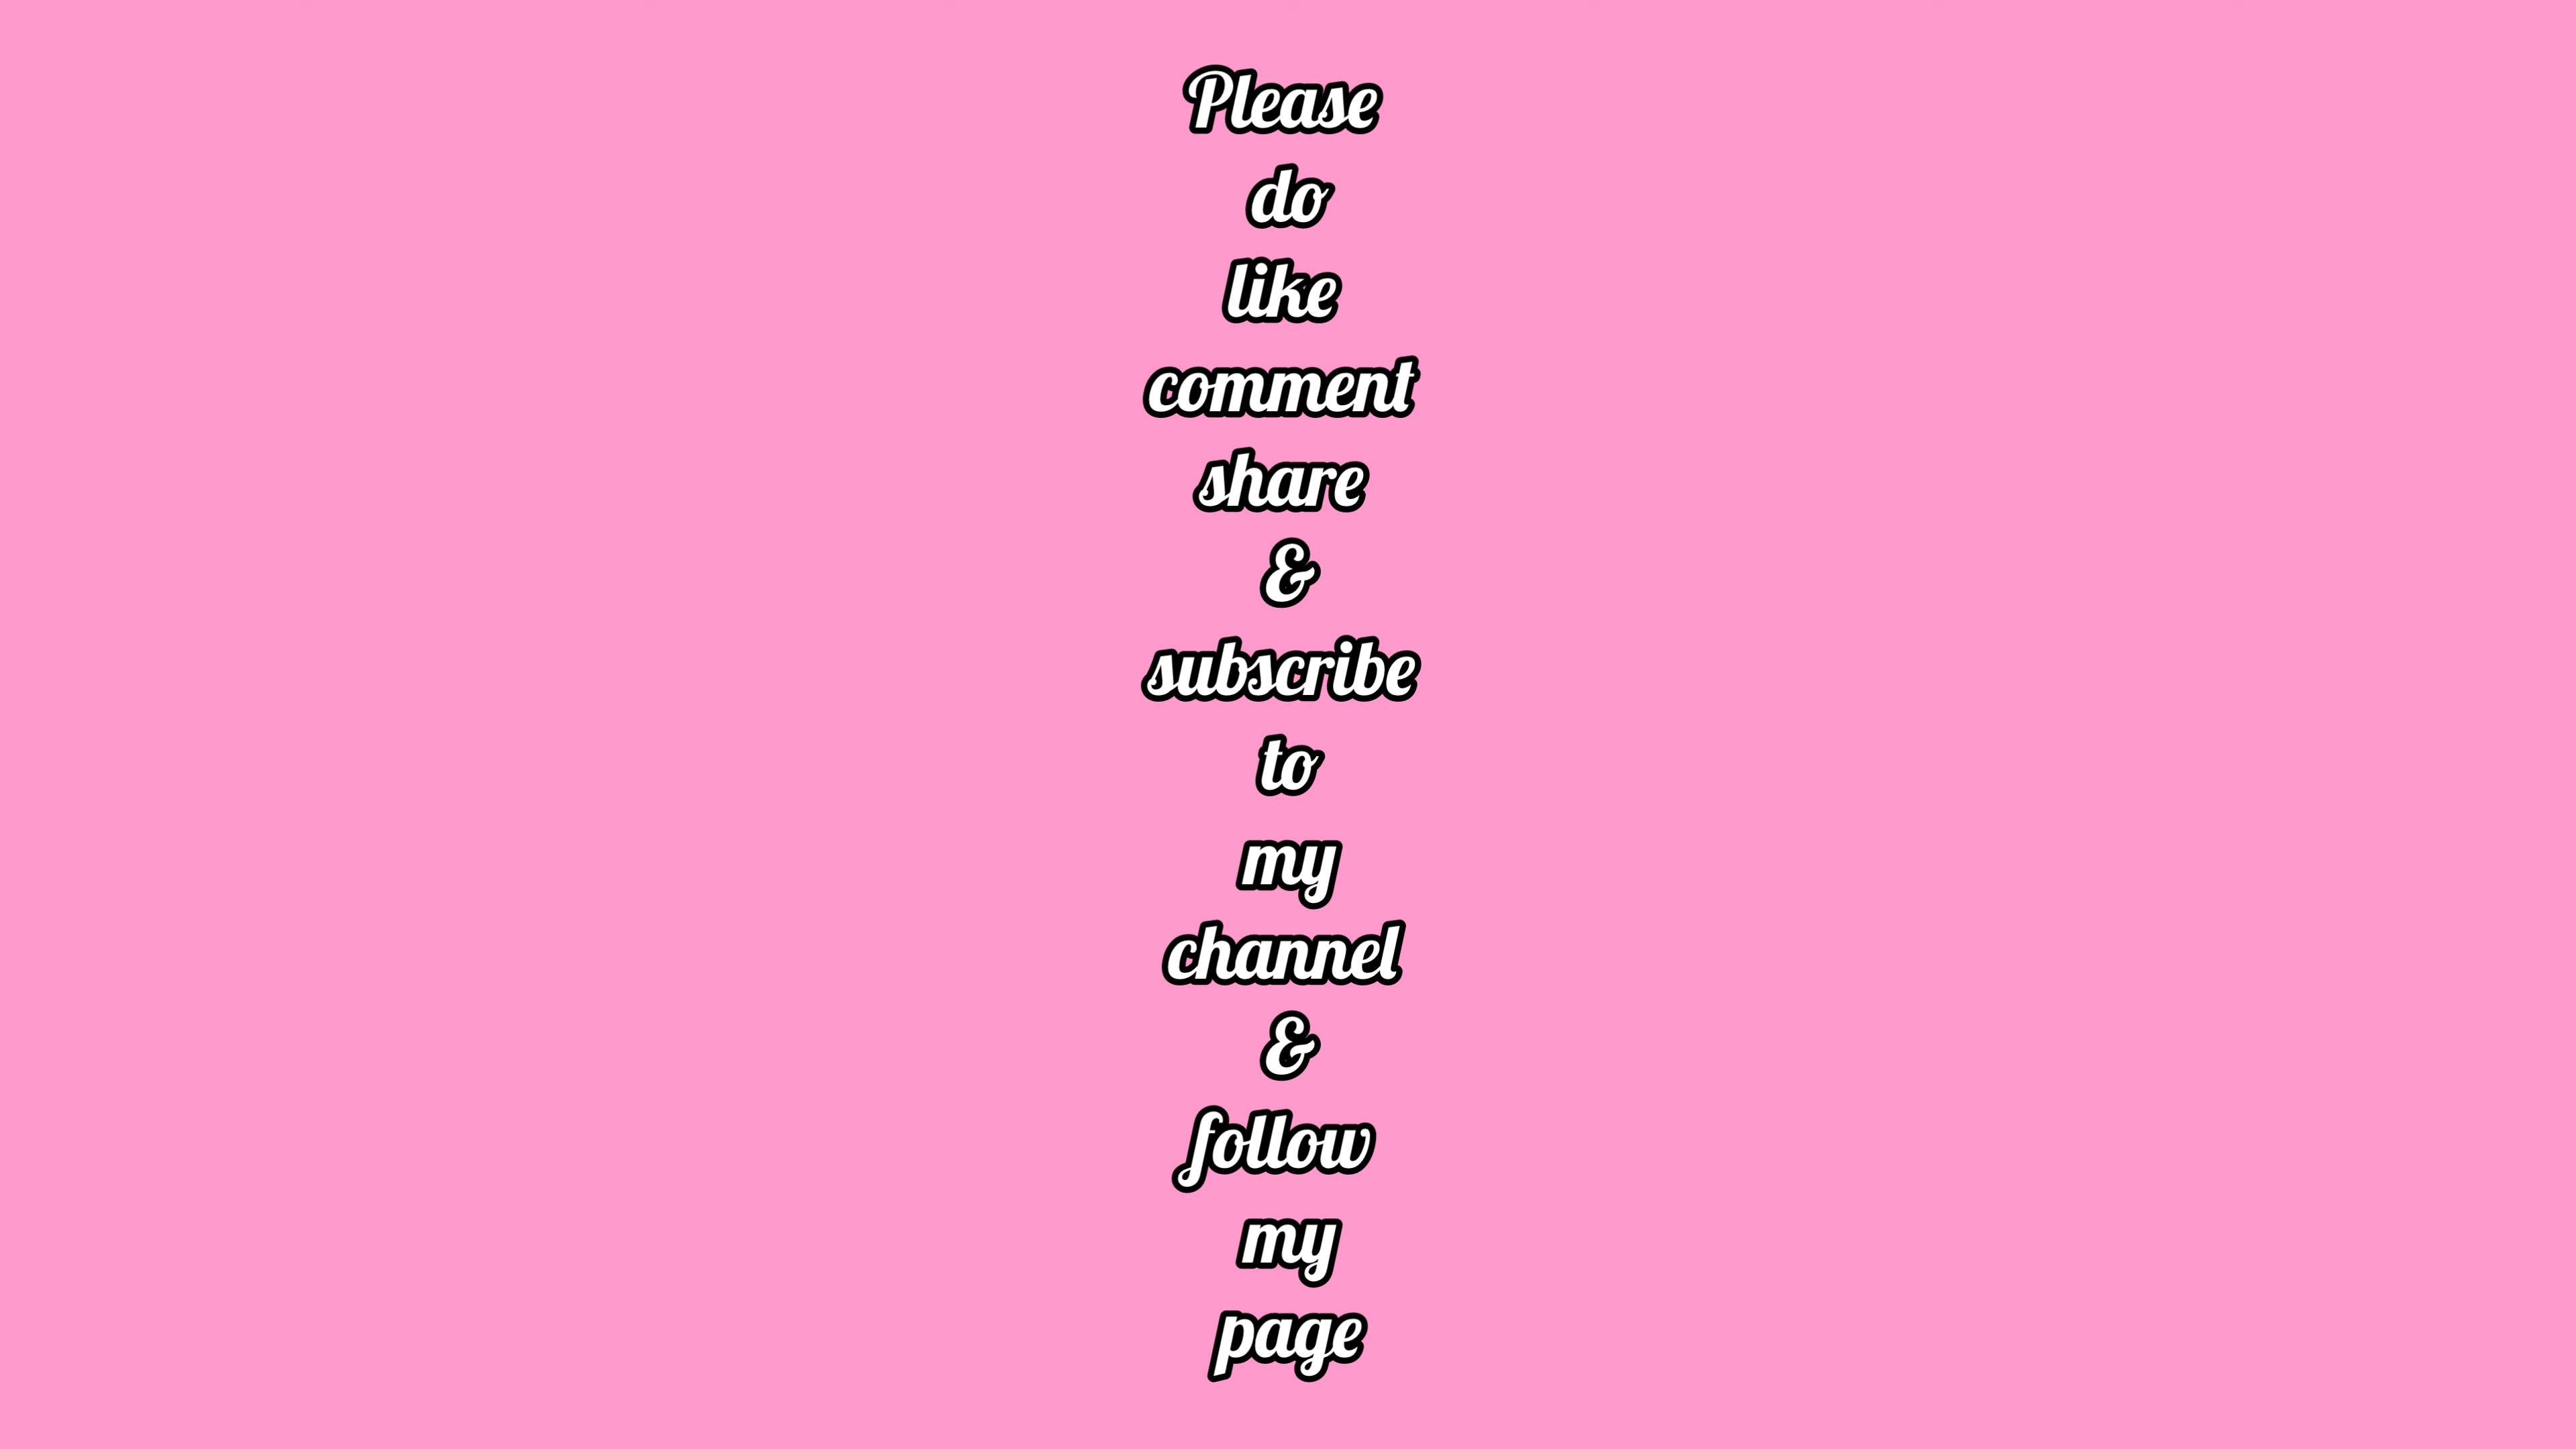 Please
do
like
comment
share
&
subscribe
to
my
channel
&
follow
my
page